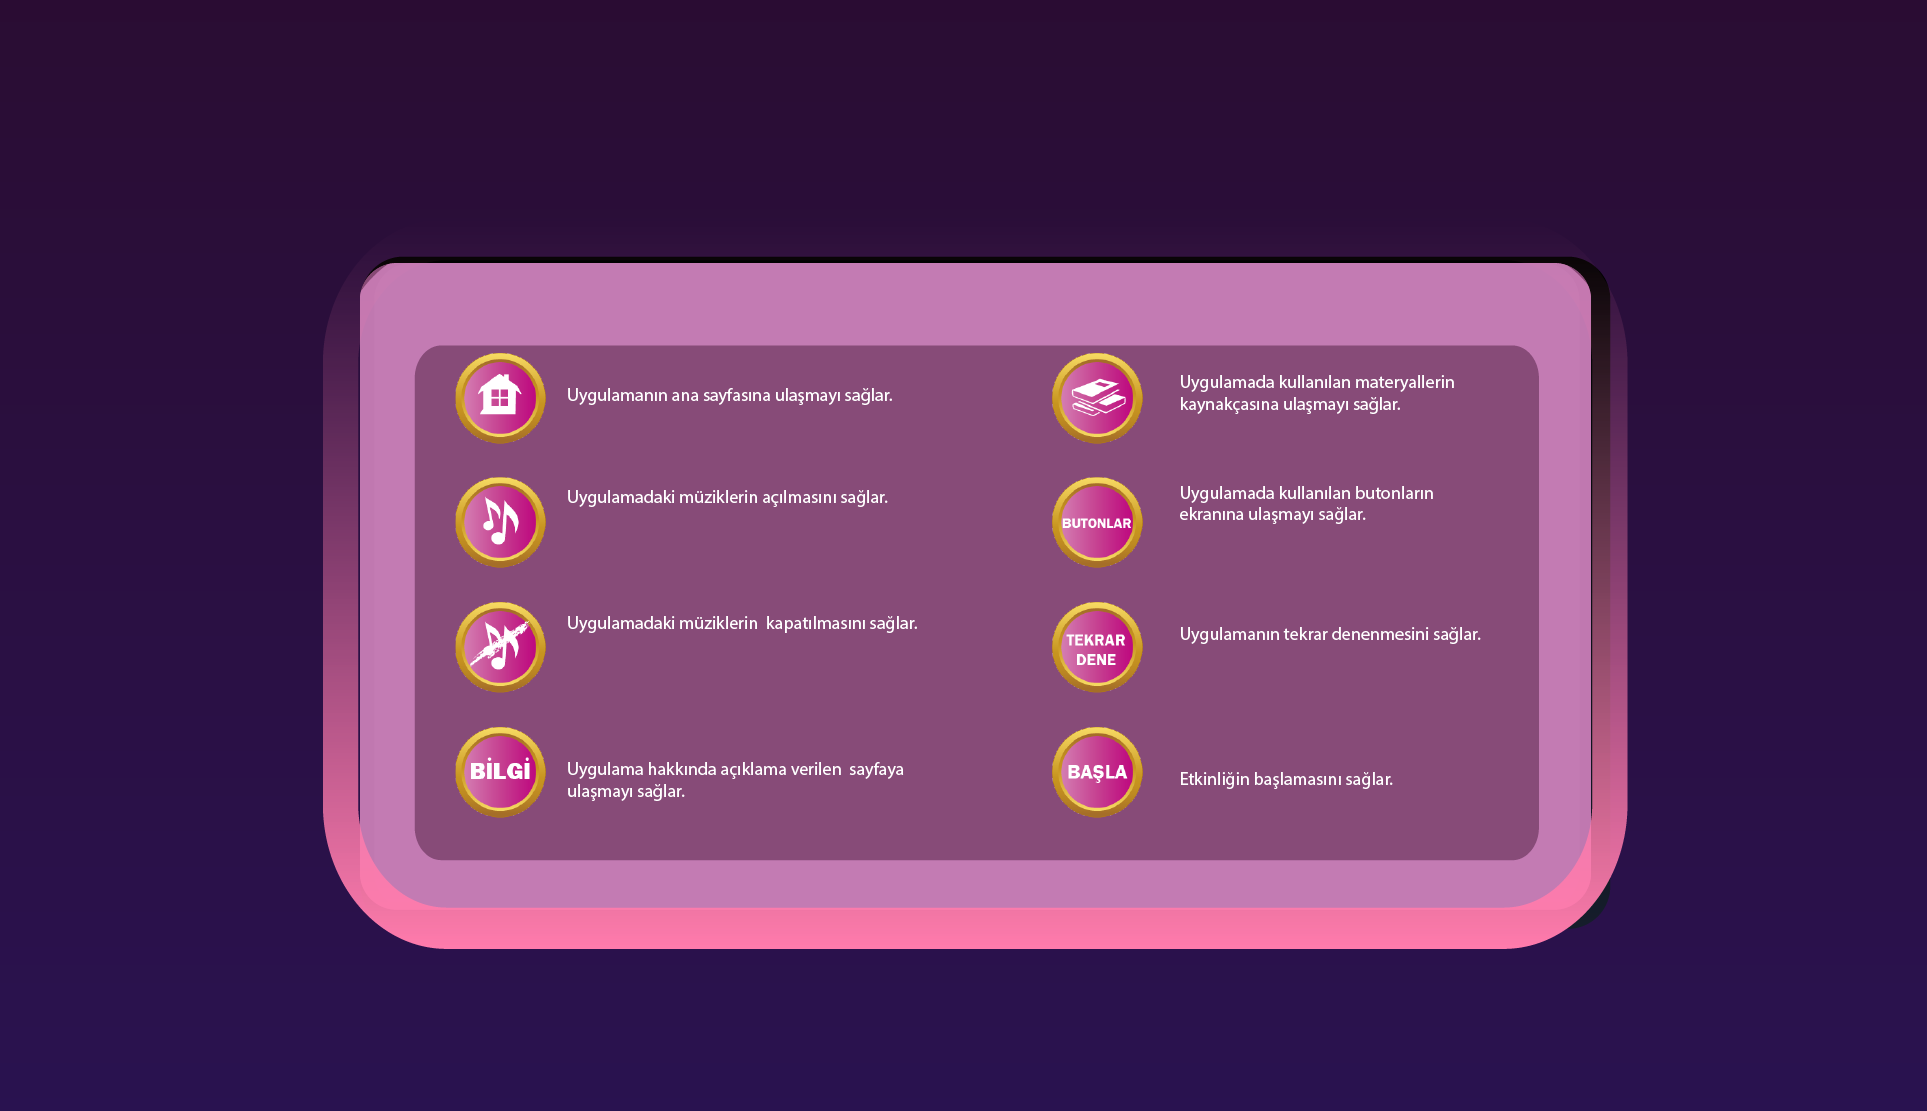 Uygulamanın ana sayfasına ulaşmayı sağlar.
Uygulamadaki müziklerin açılmasını sağlar.
Uygulamadaki müziklerin  kapatılmasını sağlar.
BİLGİ
Uygulama hakkında açıklama verilen  sayfaya
ulaşmayı sağlar.
Uygulamada kullanılan materyallerin
kaynakçasına ulaşmayı sağlar.
BUTONLAR
Uygulamada kullanılan butonların
ekranına ulaşmayı sağlar.
TEKRAR
DENE
Uygulamanın tekrar denenmesini sağlar.
BAŞLA
Etkinliğin başlamasını sağlar.